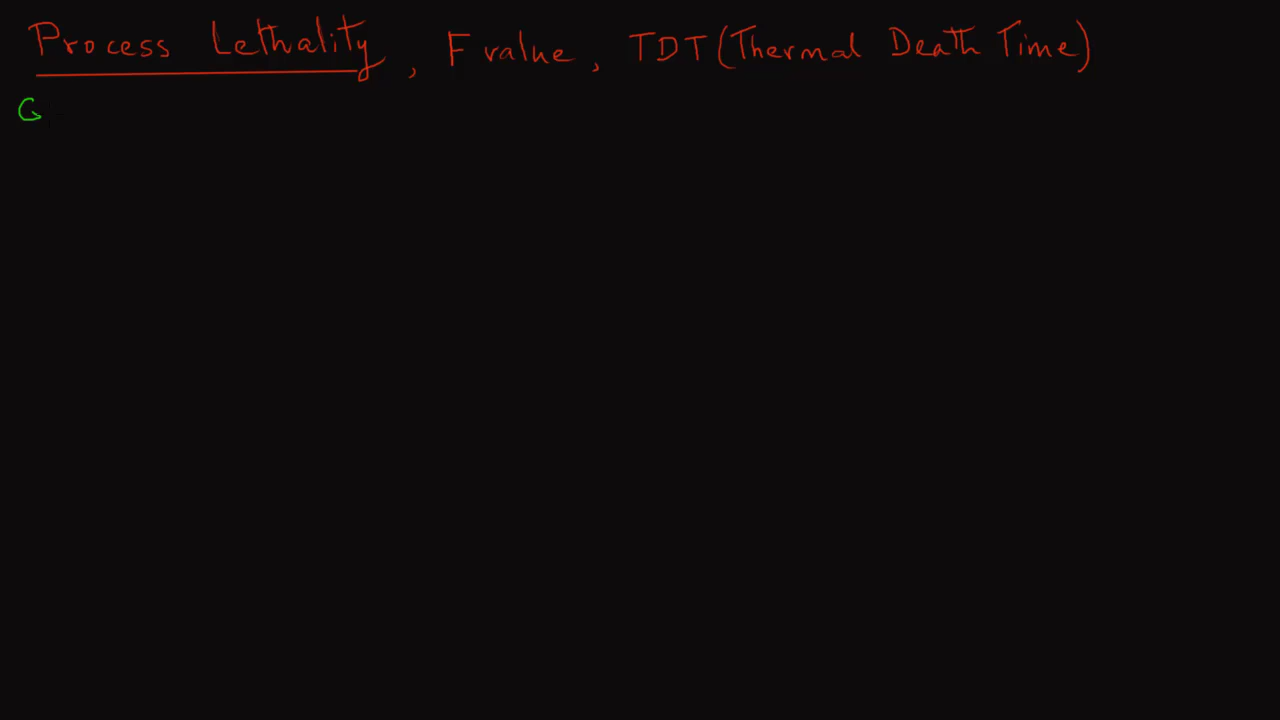 Process Lethality, F value, TDT(Thermal Death Time)
G